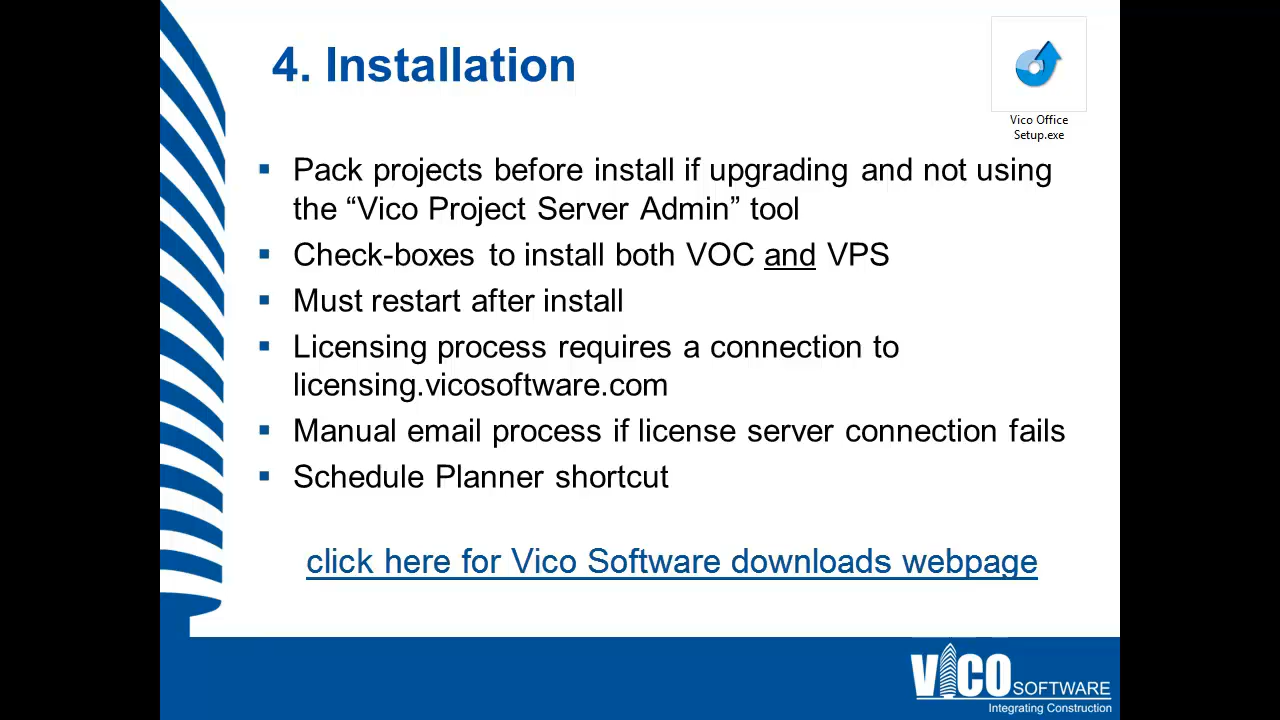 4. Installation
Vico Office
Setup.exe
Pack projects before install if upgrading and not using
the “Vico Project Server Admin” tool
Check-boxes to install both VOC and VPS
Must restart after install
Licensing process requires a connection to
licensing.vicosoftware.com
Manual email process if license server connection fails
Schedule Planner shortcut
click here for Vico Software downloads webpage
VICO SOFTWARE
Integrating Construction